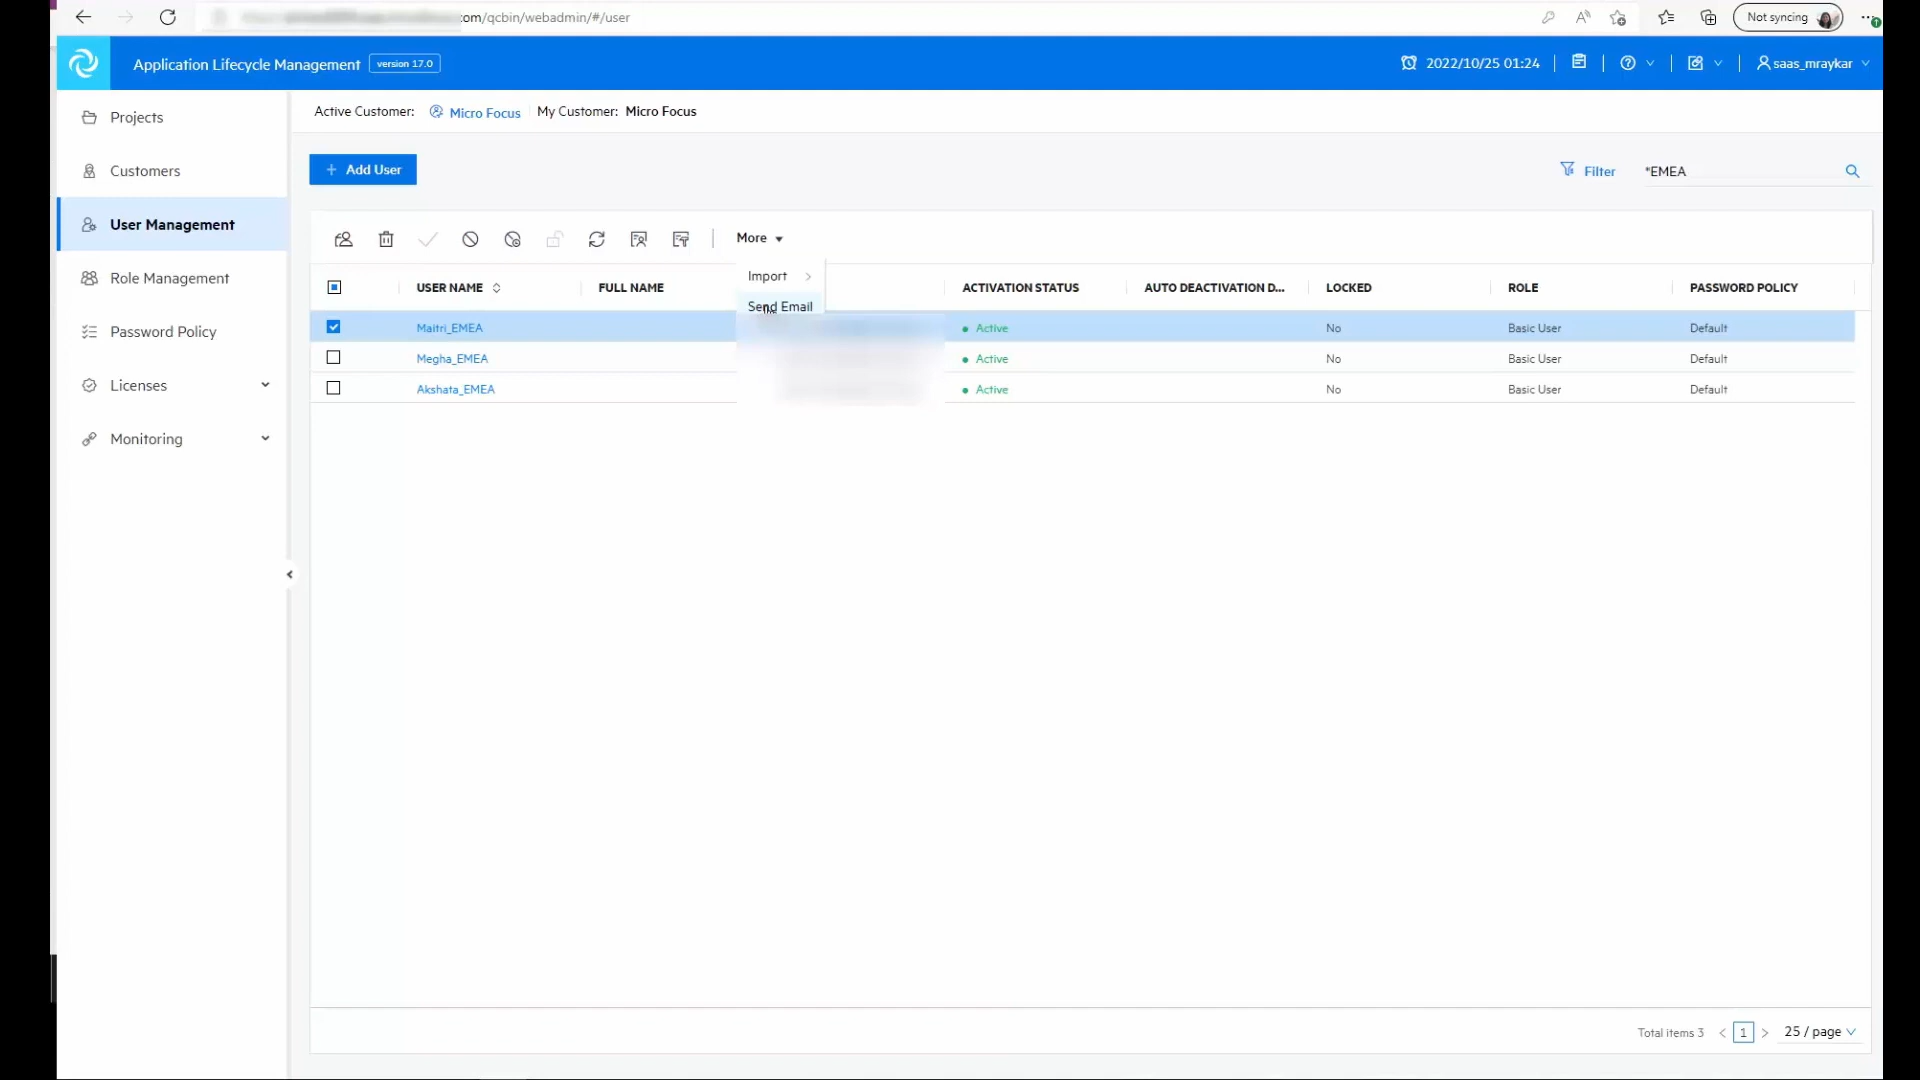 com/qcbin/webadmin/#/user
Not syncing
Application Lifecycle Management version 17.0
2022/10/25 01:24
saas_mraykar
Projects
Customers
User Management
Role Management
Password Policy
Licenses
Monitoring
Active Customer: Micro Focus My Customer: Micro Focus
+ Add User
Filter *EMEA
More
Import
Send Email
USER NAME FULL NAME ACTIVATION STATUS AUTO DEACTIVATION D... LOCKED ROLE PASSWORD POLICY
Maitri_EMEA Active No Basic User Default
Megha_EMEA Active No Basic User Default
Akshata_EMEA Active No Basic User Default
Total items 3 < 1 > 25 / page